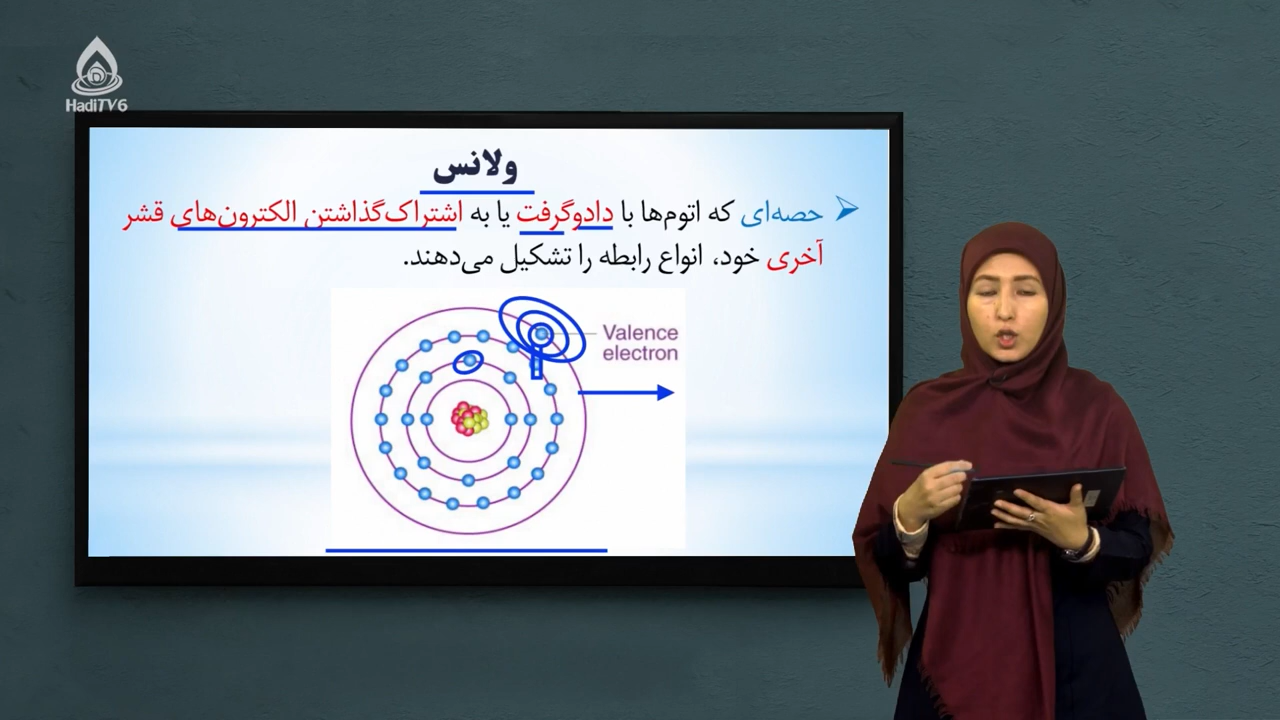 HadiTV6
ولانس
حصه‌ای که اتوم‌ها با دادوگرفت یا به اشتراک‌گذاشتن الکترون‌های قشر
آخری خود، انواع رابطه را تشکیل می‌دهند.
Valence
electron